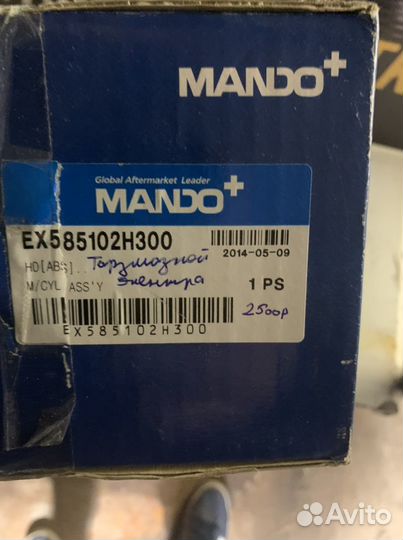 MANDO+
Global Aftermarket Leader
MANDO+
EX585102H300
2014-05-09
HD[ABS].. Тормозной
M/CYL ASS'Y Элентра
1 PS
2500р
EX585102H300
Avito